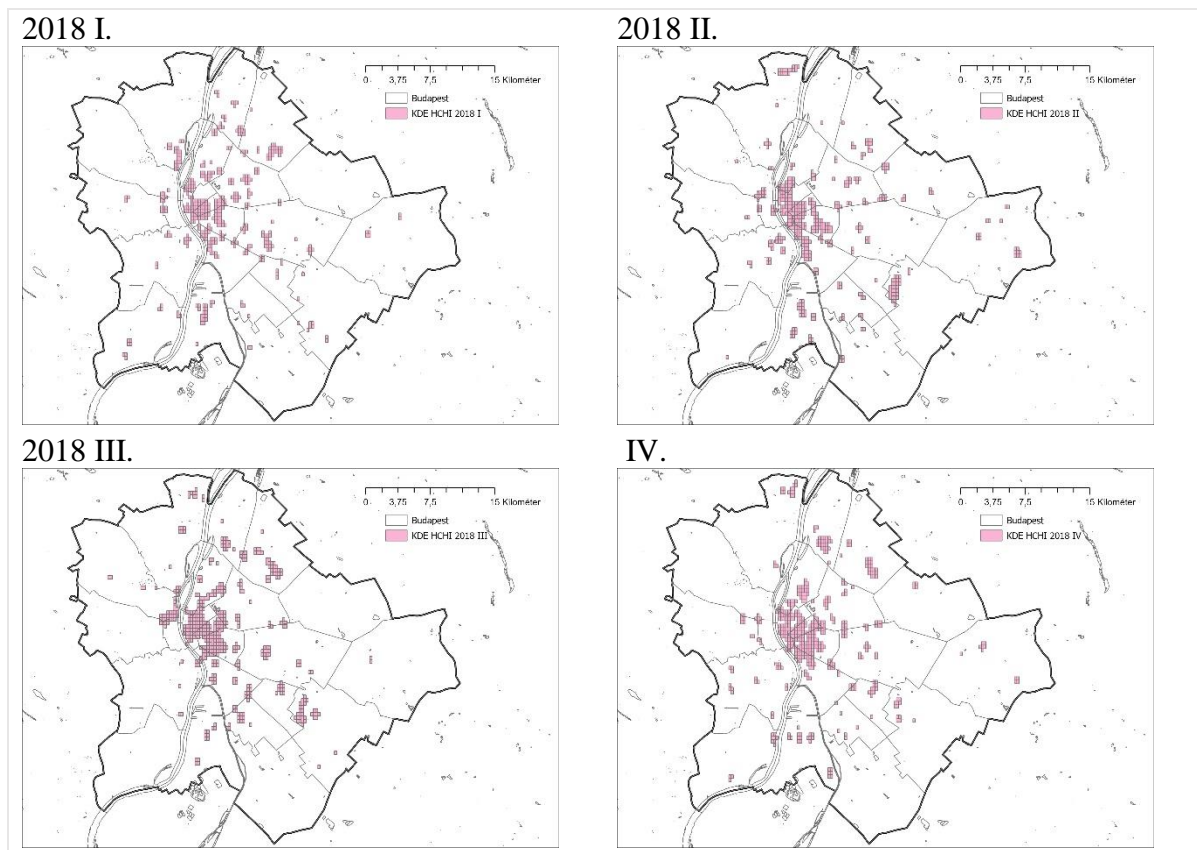 2018 I.
0 3,75 7,5 15 Kilométer
Budapest
KDE HCHI 2018 I
2018 II.
0 3,75 7,5 15 Kilométer
Budapest
KDE HCHI 2018 II
2018 III.
0 3,75 7,5 15 Kilométer
Budapest
KDE HCHI 2018 III
IV.
0 3,75 7,5 15 Kilométer
Budapest
KDE HCHI 2018 IV